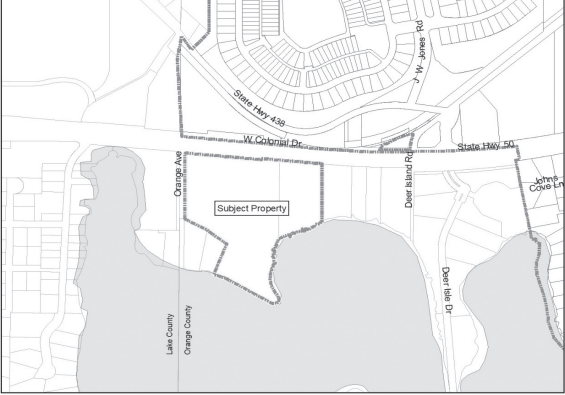 J W Jones Rd
State Hwy 438
W Colonial Dr
State Hwy 50
Orange Ave
Deer Island Rd
Johns
Cove Ln
Subject Property
Deer Isle Dr
Lake County
Orange County